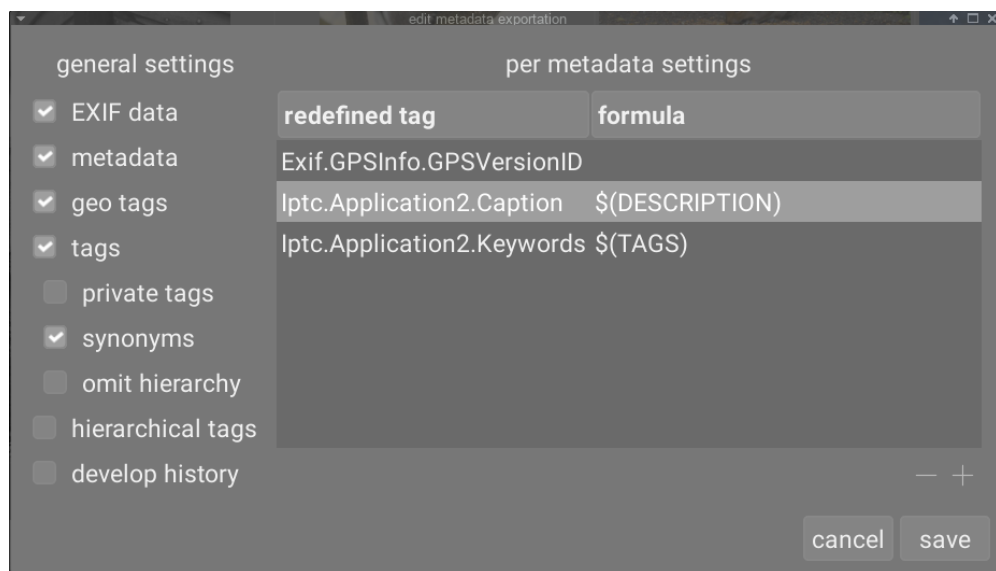 edit metadata exportation
general settings
per metadata settings
EXIF data
metadata
geo tags
tags
private tags
synonyms
omit hierarchy
hierarchical tags
develop history
redefined tag formula
Exif.GPSInfo.GPSVersionID
Iptc.Application2.Caption $(DESCRIPTION)
Iptc.Application2.Keywords $(TAGS)
cancel save